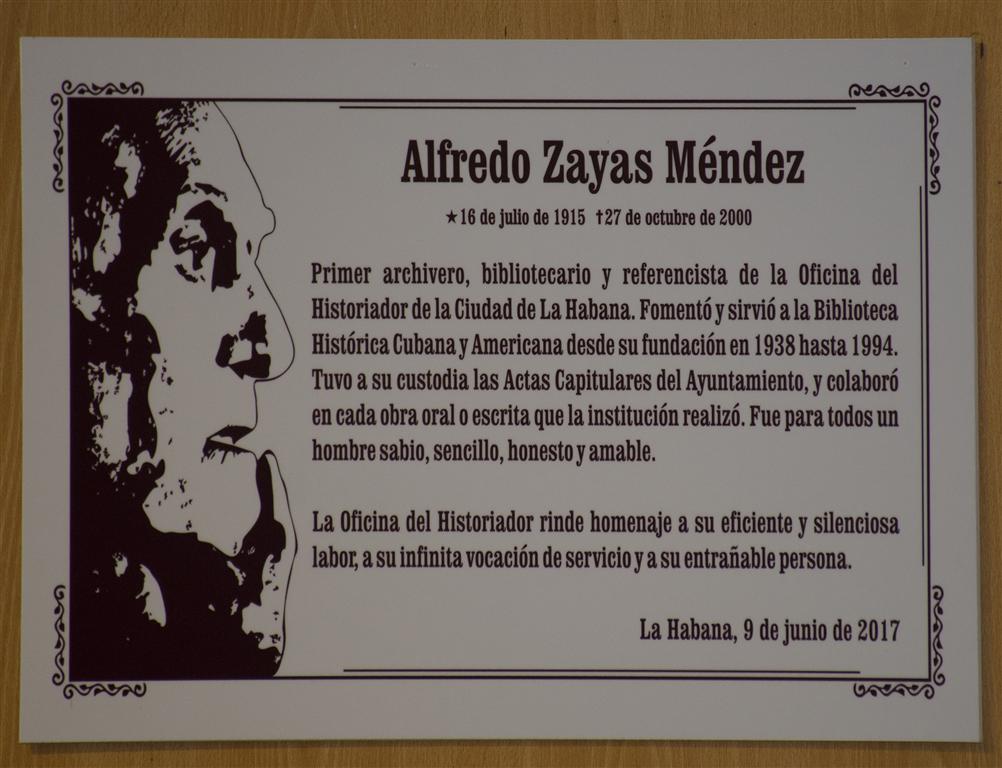 Alfredo Zayas Méndez
★16 de julio de 1915 †27 de octubre de 2000
Primer archivero, bibliotecario y referencista de la Oficina del
Historiador de la Ciudad de La Habana. Fomentó y sirvió a la Biblioteca
Histórica Cubana y Americana desde su fundación en 1938 hasta 1994.
Tuvo a su custodia las Actas Capitulares del Ayuntamiento, y colaboró
en cada obra oral o escrita que la institución realizó. Fue para todos un
hombre sabio, sencillo, honesto y amable.
La Oficina del Historiador rinde homenaje a su eficiente y silenciosa
labor, a su infinita vocación de servicio y a su entrañable persona.
La Habana, 9 de junio de 2017